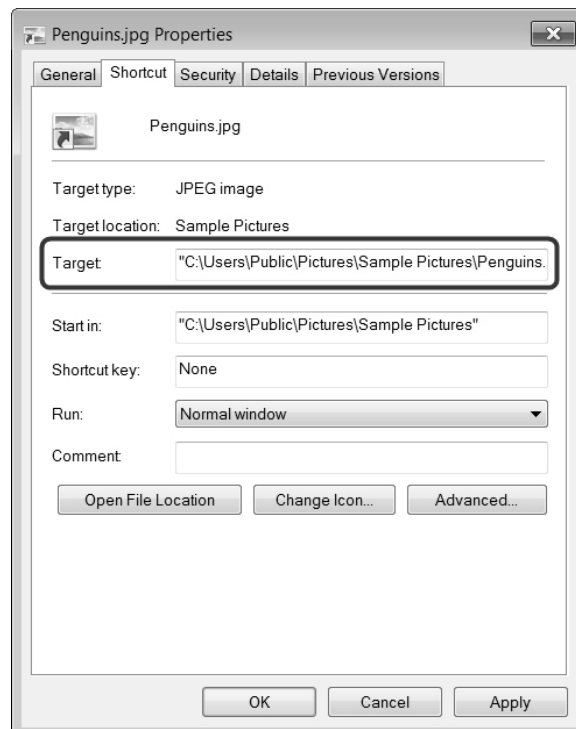 Penguins.jpg Properties
General Shortcut Security Details Previous Versions
Penguins.jpg
Target type: JPEG image
Target location: Sample Pictures
Target: "C:\Users\Public\Pictures\Sample Pictures\Penguins.
Start in: "C:\Users\Public\Pictures\Sample Pictures"
Shortcut key: None
Run: Normal window
Comment:
Open File Location Change Icon... Advanced...
OK Cancel Apply